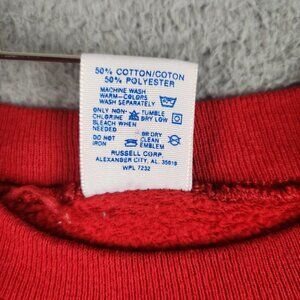 50% COTTON/COTON
50% POLYESTER
MACHINE WASH
WARM-COLORS
WASH SEPARATELY
ONLY NON- TUMBLE
CHLORINE DRY LOW
BLEACH WHEN
NEEDED OR DRY
DO NOT CLEAN
IRON EMBLEM
RUSSELL CORP.
ALEXANDER CITY, AL. 35010
WPL 7232